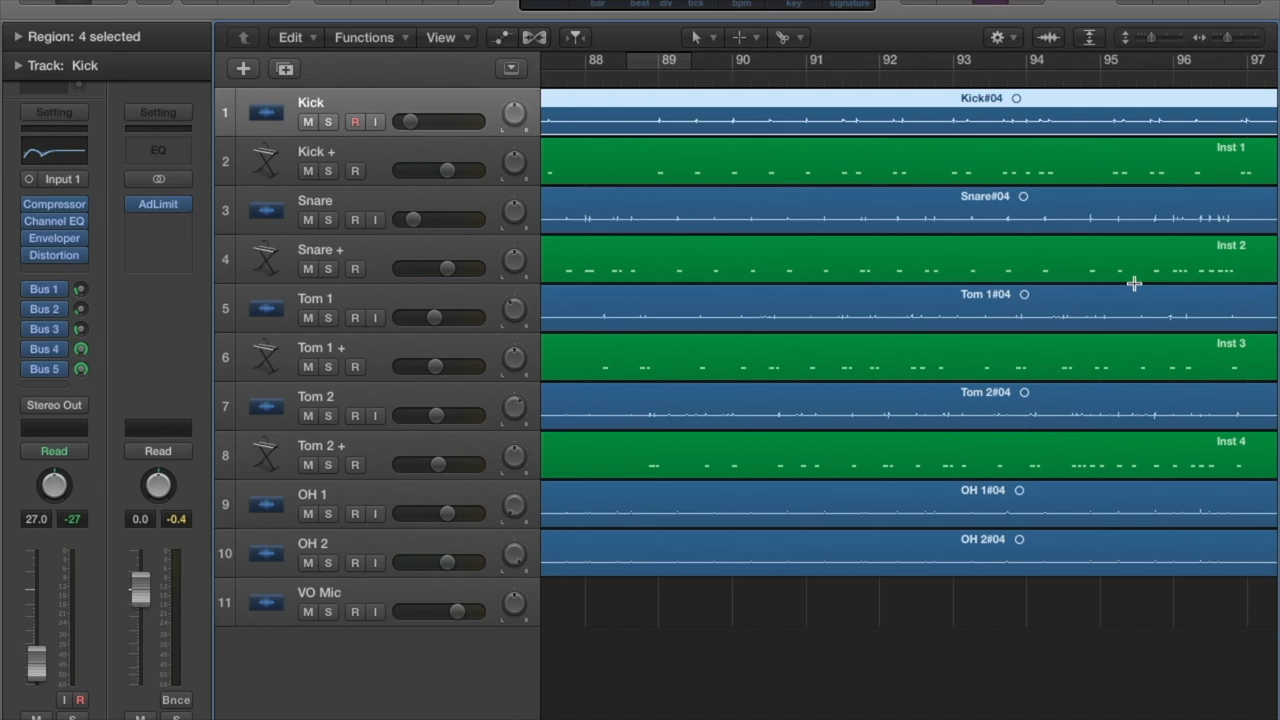 bar beat div tick bpm key signature
Region: 4 selected
Track: Kick
Edit Functions View
88 89 90 91 92 93 94 95 96 97
Setting Setting
EQ
Input 1
Compressor AdLimit
Channel EQ
Enveloper
Distortion
Bus 1
Bus 2
Bus 3
Bus 4
Bus 5
Stereo Out
Read Read
27.0 -27 0.0 -0.4
I R Bnce
M S M S
1 Kick M S R I L R Kick#04
2 Kick + M S R L R Inst 1
3 Snare M S R I L R Snare#04
4 Snare + M S R L R Inst 2
5 Tom 1 M S R I L R Tom 1#04
6 Tom 1 + M S R L R Inst 3
7 Tom 2 M S R I L R Tom 2#04
8 Tom 2 + M S R L R Inst 4
9 OH 1 M S R I L R OH 1#04
10 OH 2 M S R I L R OH 2#04
11 VO Mic M S R I L R